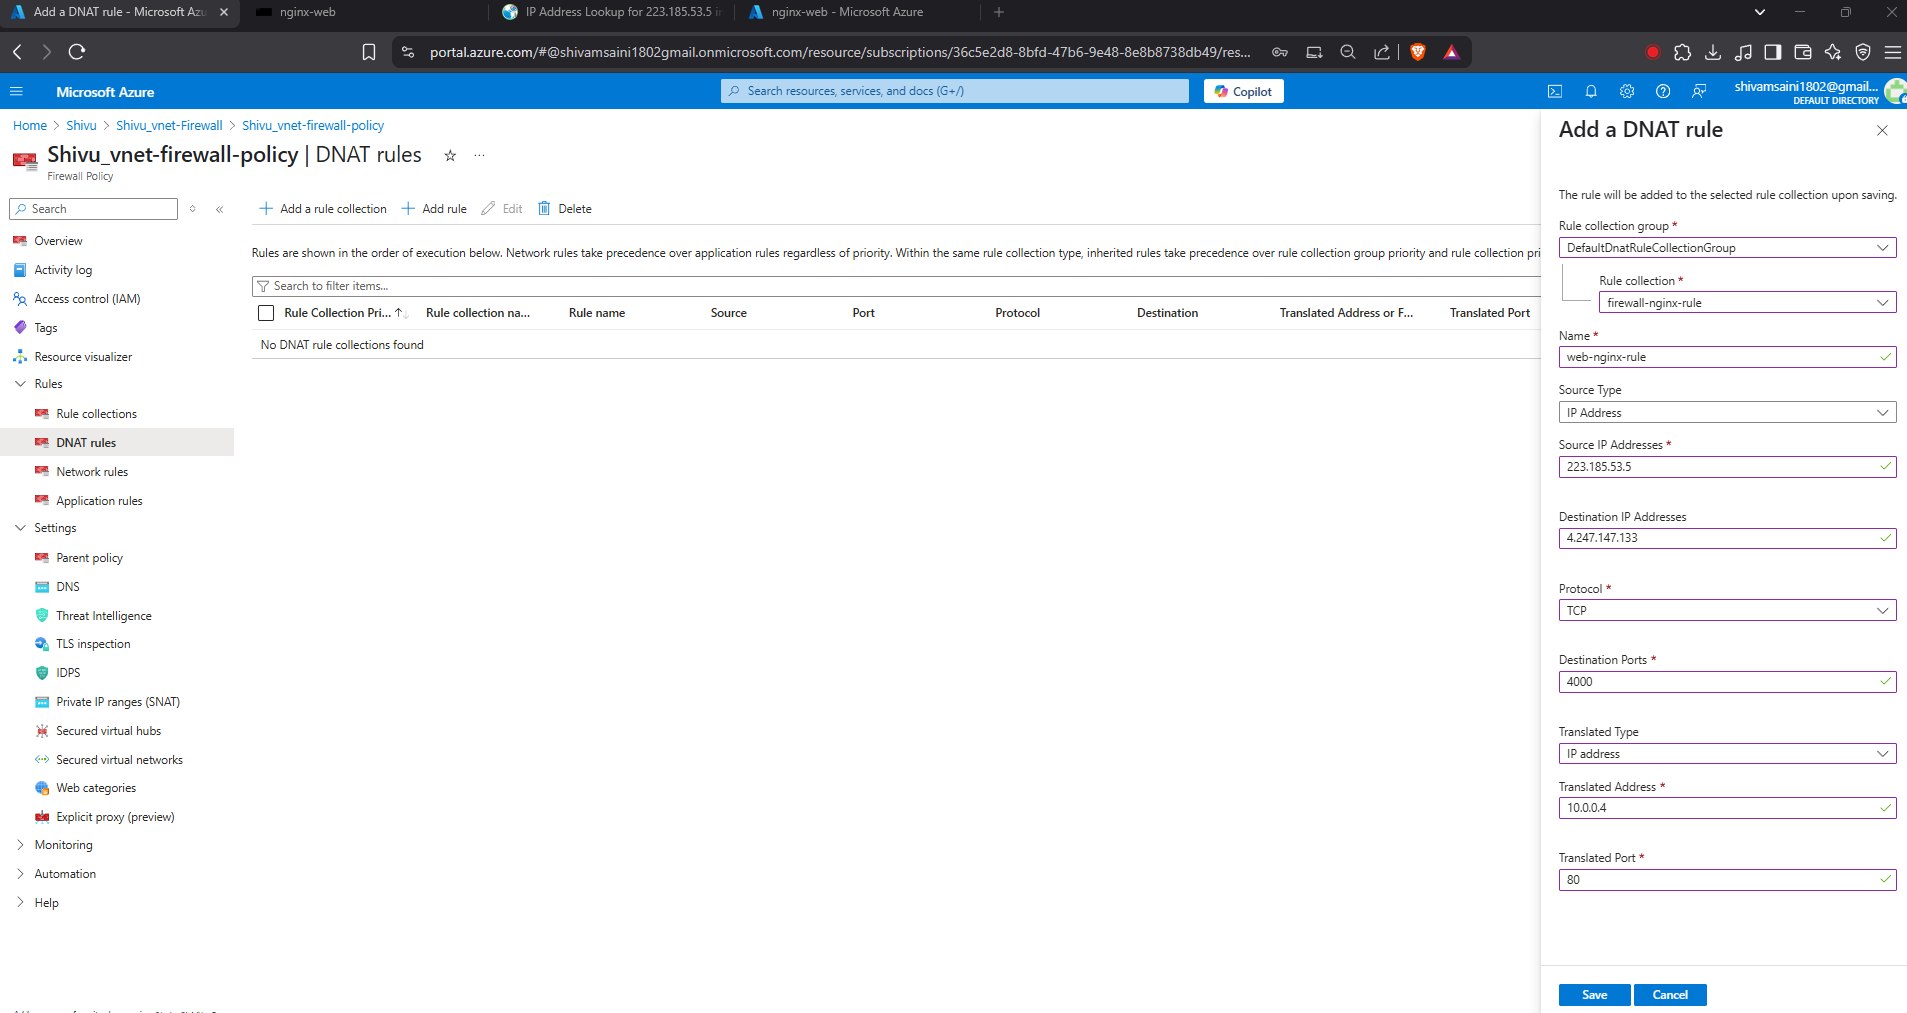 Add a DNAT rule - Microsoft Azu
nginx-web
IP Address Lookup for 223.185.53.5 in
nginx-web - Microsoft Azure
portal.azure.com/#@shivamsaini1802gmail.onmicrosoft.com/resource/subscriptions/36c5e2d8-8bfd-47b6-9e48-8e8b8738db49/res...
Microsoft Azure
Search resources, services, and docs (G+/)
Copilot
shivamsaini1802@gmail...
DEFAULT DIRECTORY
Home > Shivu > Shivu_vnet-Firewall > Shivu_vnet-firewall-policy
Shivu_vnet-firewall-policy | DNAT rules
Firewall Policy
Search
Overview
Activity log
Access control (IAM)
Tags
Resource visualizer
Rules
Rule collections
DNAT rules
Network rules
Application rules
Settings
Parent policy
DNS
Threat Intelligence
TLS inspection
IDPS
Private IP ranges (SNAT)
Secured virtual hubs
Secured virtual networks
Web categories
Explicit proxy (preview)
Monitoring
Automation
Help
Add a rule collection
Add rule
Edit
Delete
Rules are shown in the order of execution below. Network rules take precedence over application rules regardless of priority. Within the same rule collection type, inherited rules take precedence over rule collection group priority and rule collection pri
Search to filter items...
Rule Collection Pri... Rule collection na... Rule name Source Port Protocol Destination Translated Address or F... Translated Port
No DNAT rule collections found
Add a DNAT rule
The rule will be added to the selected rule collection upon saving.
Rule collection group *
DefaultDnatRuleCollectionGroup
Rule collection *
firewall-nginx-rule
Name *
web-nginx-rule
Source Type
IP Address
Source IP Addresses *
223.185.53.5
Destination IP Addresses
4.247.147.133
Protocol *
TCP
Destination Ports *
4000
Translated Type
IP address
Translated Address *
10.0.0.4
Translated Port *
80
Save
Cancel